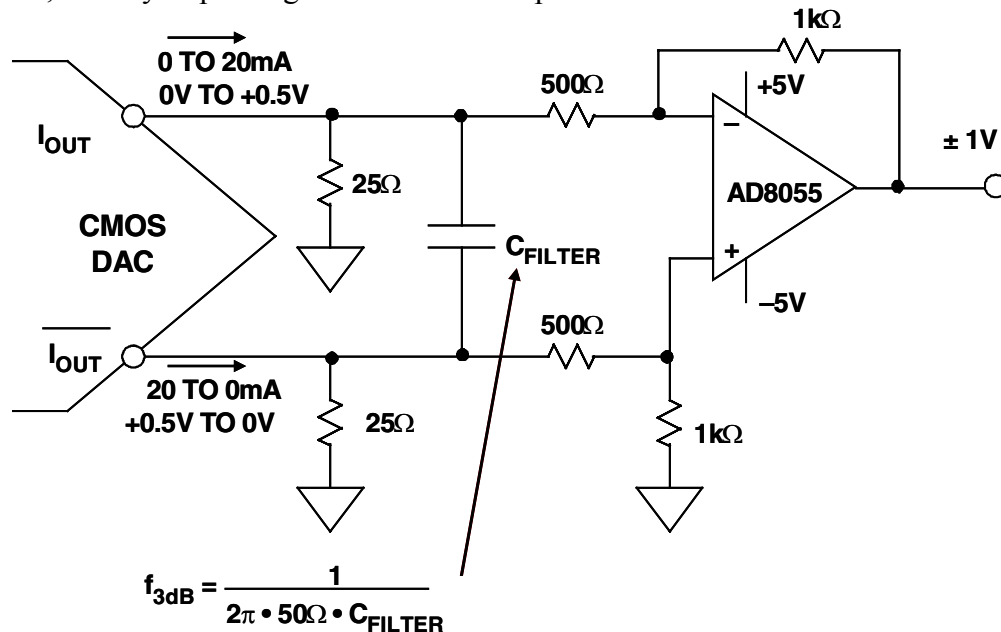 1kΩ
0 TO 20mA
0V TO +0.5V
500Ω
+5V
–
± 1V
I_OUT
25Ω
AD8055
CMOS
DAC
C_FILTER
+
–5V
500Ω
I̅_O̅U̅T̅
20 TO 0mA
+0.5V TO 0V
25Ω
1kΩ
f_3dB = 1 / 2π • 50Ω • C_FILTER